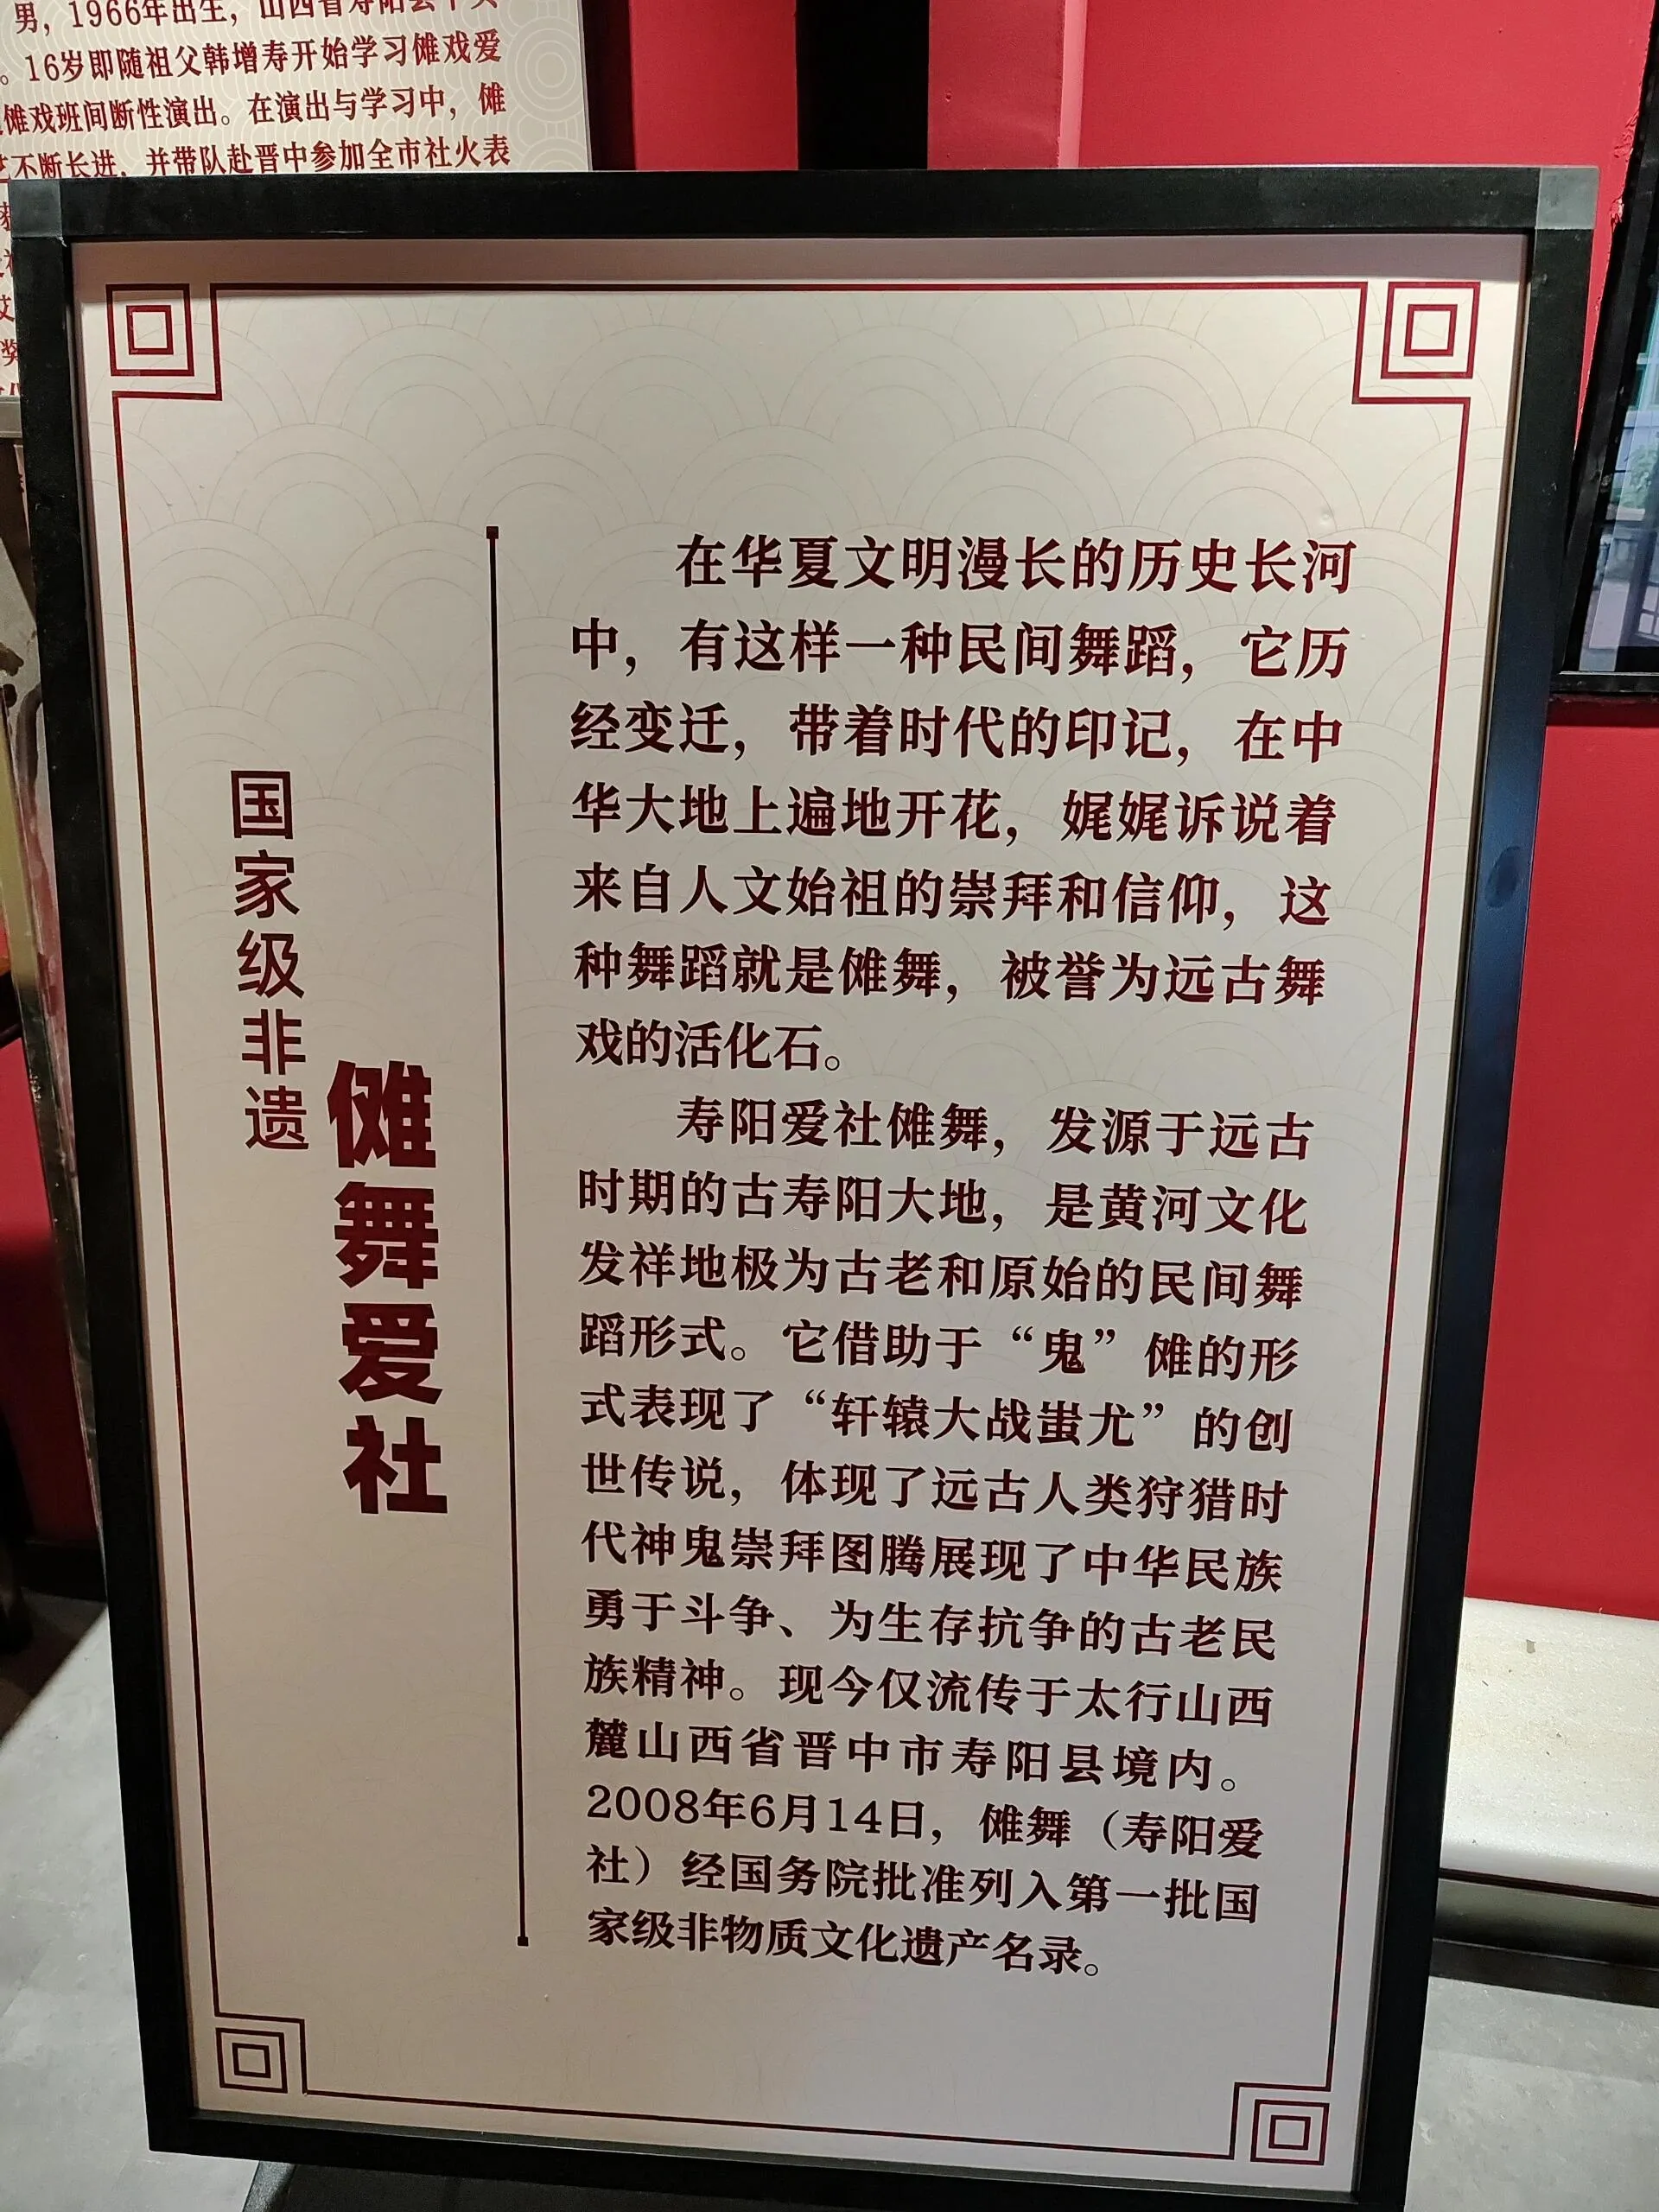 男，1966年出生，山西省寿阳县
。16岁即随祖父韩增寿开始学习傩戏爱
傩戏班间断性演出。在演出与学习中，傩
不断长进，并带队赴晋中参加全市社火表
奖
国家级非遗
傩舞爱社
在华夏文明漫长的历史长河
中，有这样一种民间舞蹈，它历
经变迁，带着时代的印记，在中
华大地上遍地开花，娓娓诉说着
来自人文始祖的崇拜和信仰，这
种舞蹈就是傩舞，被誉为远古舞
戏的活化石。
寿阳爱社傩舞，发源于远古
时期的古寿阳大地，是黄河文化
发祥地极为古老和原始的民间舞
蹈形式。它借助于“鬼”傩的形
式表现了“轩辕大战蚩尤”的创
世传说，体现了远古人类狩猎时
代神鬼崇拜图腾展现了中华民族
勇于斗争、为生存抗争的古老民
族精神。现今仅流传于太行山西
麓山西省晋中市寿阳县境内。
2008年6月14日，傩舞（寿阳爱
社）经国务院批准列入第一批国
家级非物质文化遗产名录。